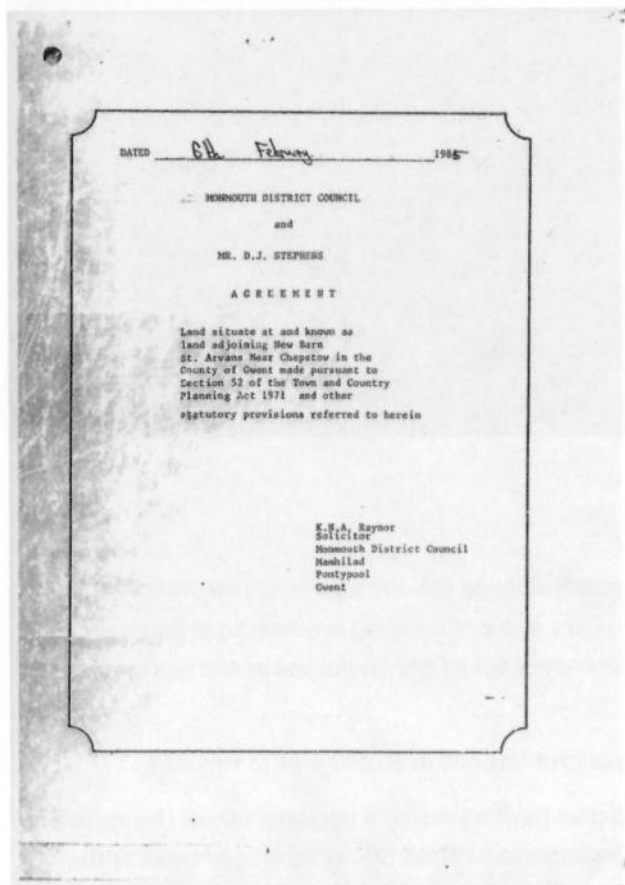 DATED 6th February 1985
MONMOUTH DISTRICT COUNCIL
and
MR. D.J. STEPHENS
A G R E E M E N T
Land situate at and known as
land adjoining New Barn
St. Arvans Near Chepstow in the
County of Gwent made pursuant to
Section 52 of the Town and Country
Planning Act 1971 and other
statutory provisions referred to herein
K.N.A. Raynor
Solicitor
Monmouth District Council
Mamhilad
Pontypool
Gwent